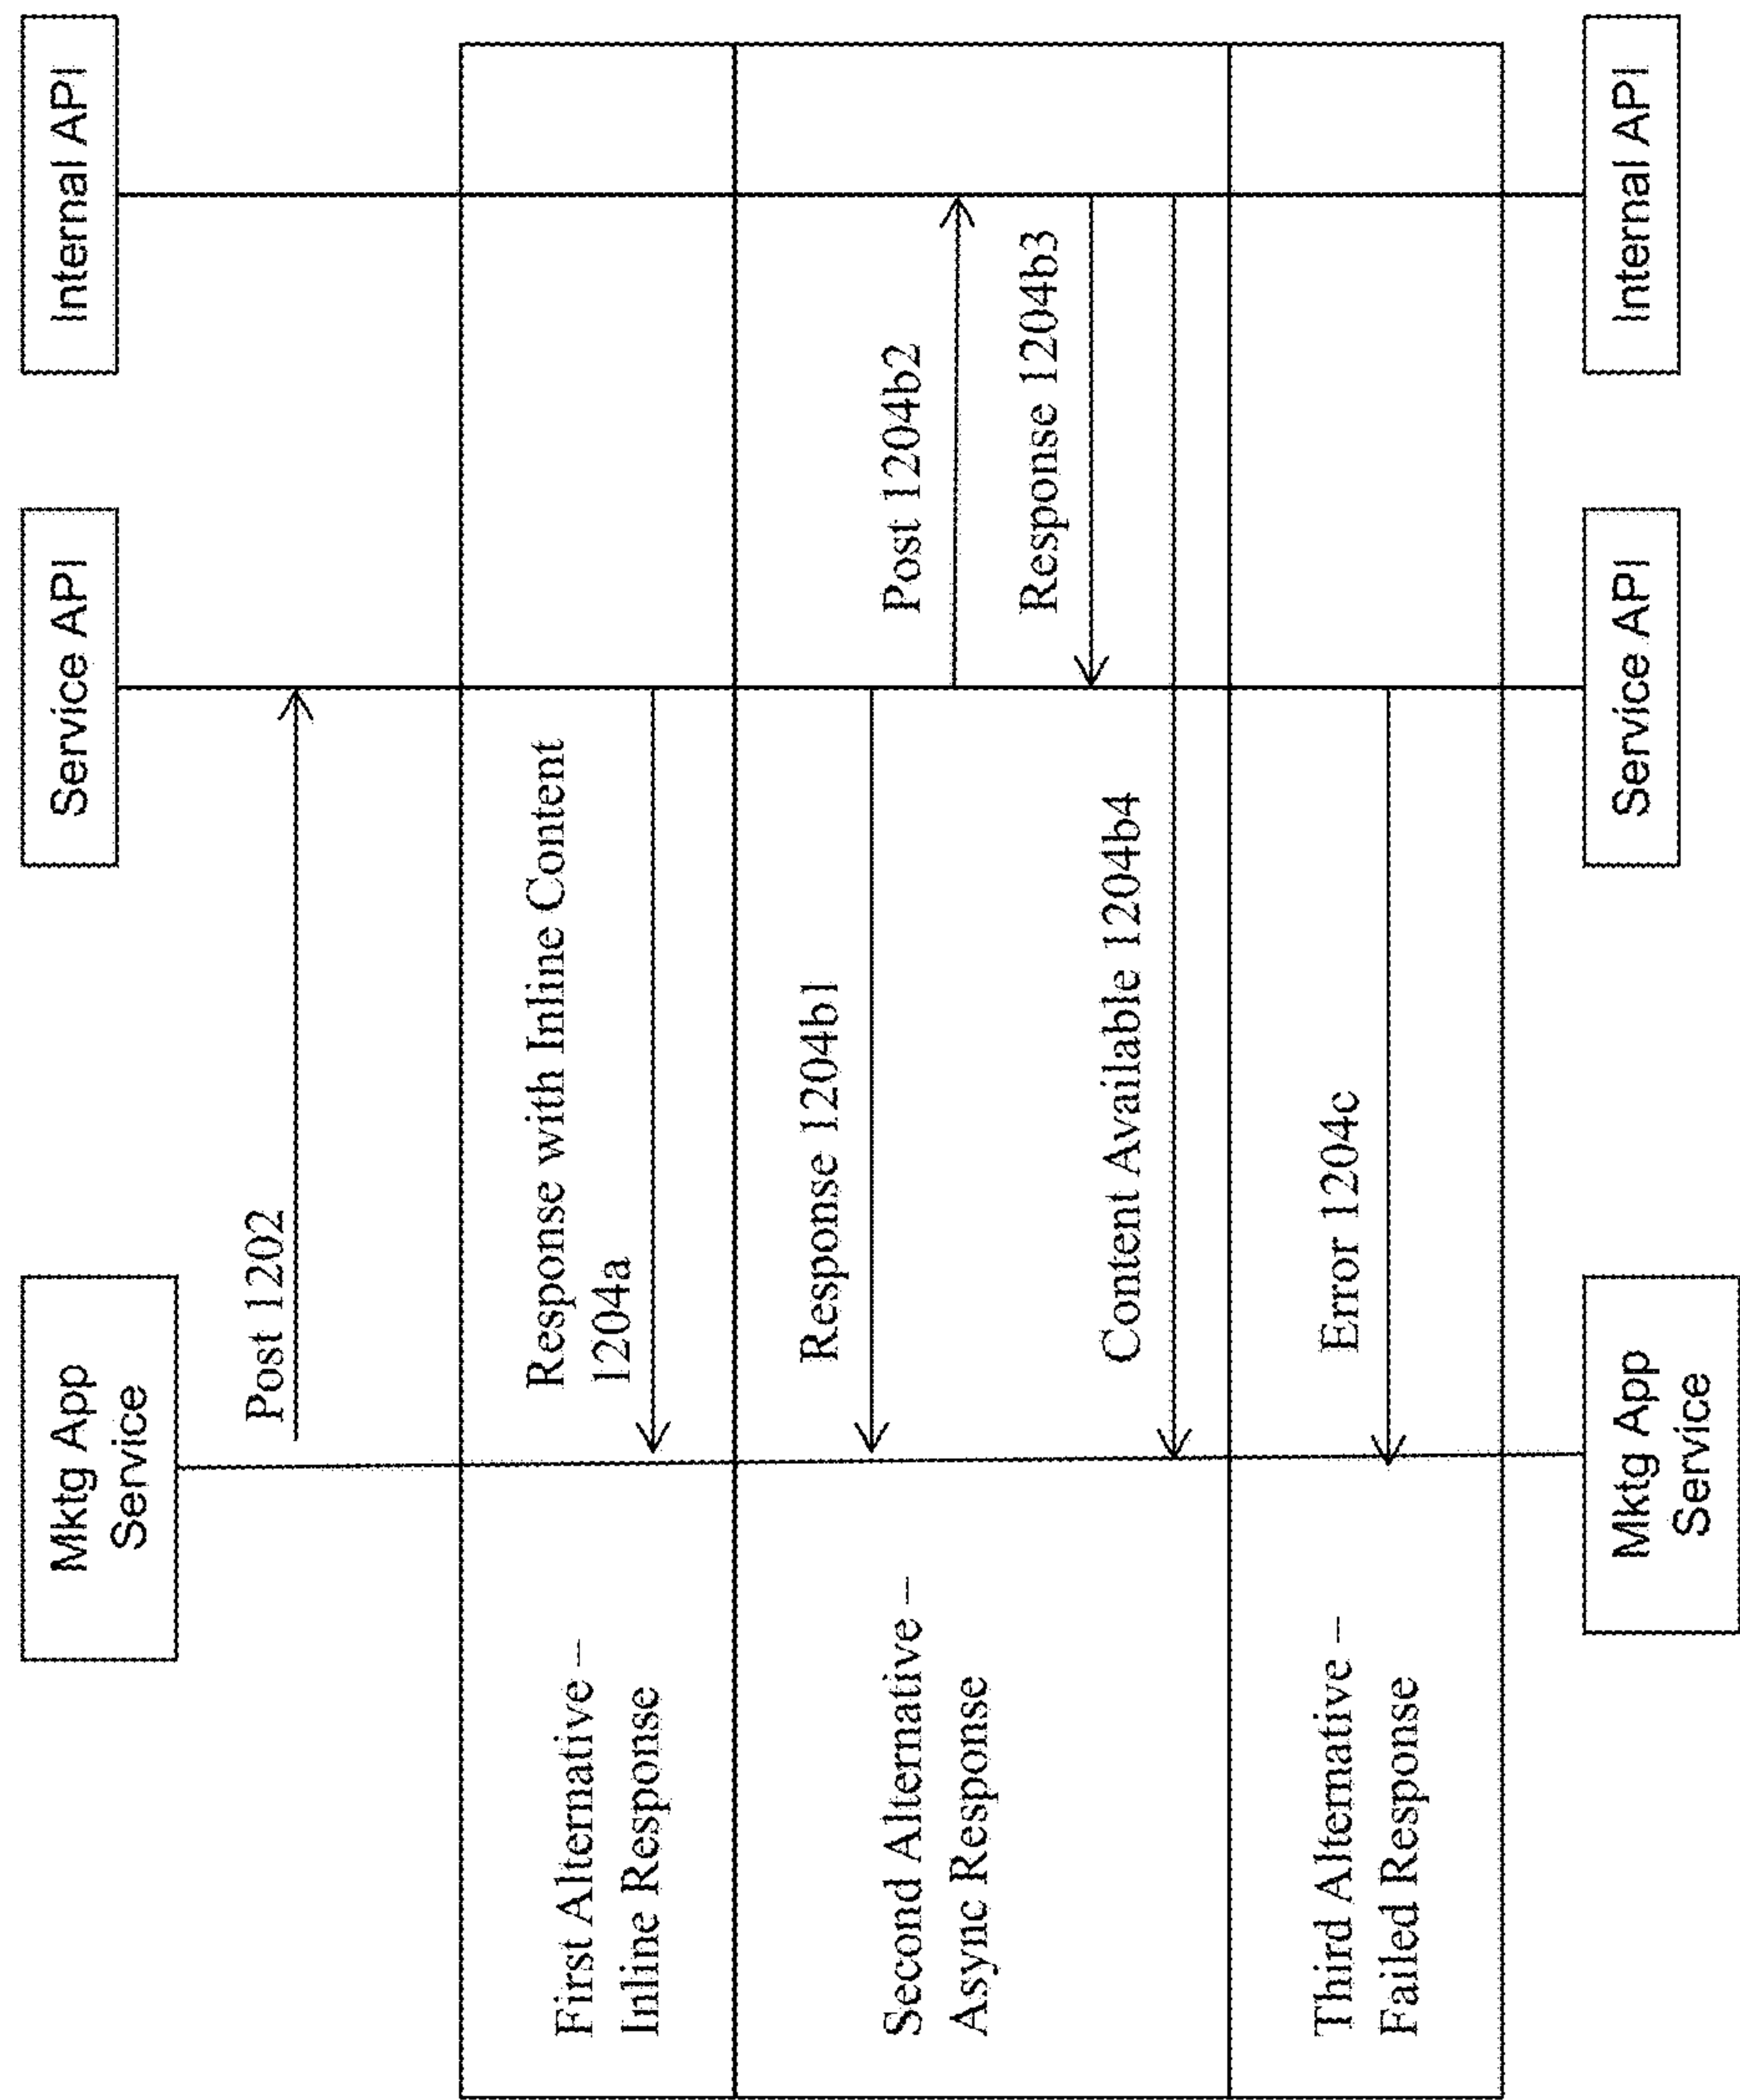 Mktg App
Service
Service API
Internal API
Post 1202
First Alternative –
Inline Response
Response with Inline Content
1204a
Second Alternative –
Async Response
Response 1204b1
Post 1204b2
Response 1204b3
Content Available 1204b4
Third Alternative –
Failed Response
Error 1204c
Mktg App
Service
Service API
Internal API